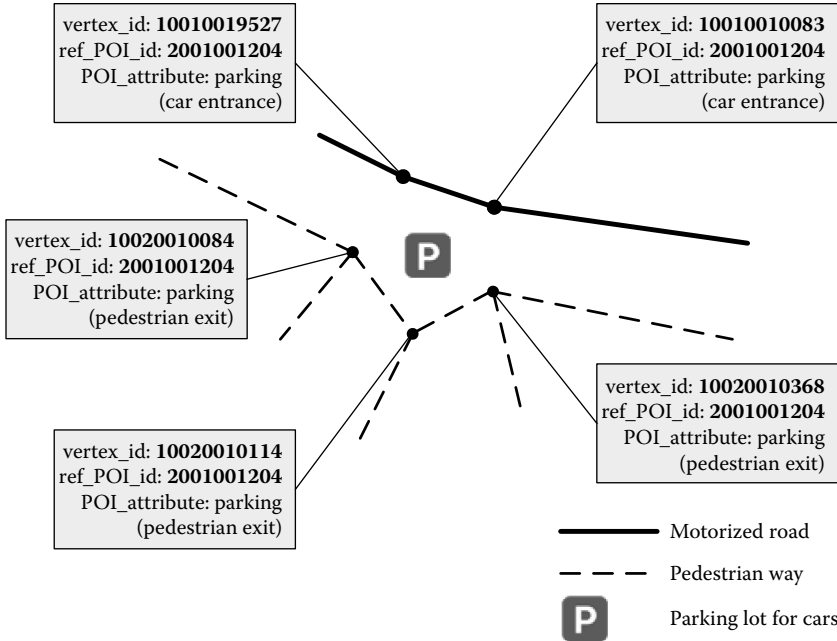 vertex_id: 10010019527
ref_POI_id: 2001001204
POI_attribute: parking
(car entrance)
vertex_id: 10010010083
ref_POI_id: 2001001204
POI_attribute: parking
(car entrance)
vertex_id: 10020010084
ref_POI_id: 2001001204
POI_attribute: parking
(pedestrian exit)
P
vertex_id: 10020010368
ref_POI_id: 2001001204
POI_attribute: parking
(pedestrian exit)
vertex_id: 10020010114
ref_POI_id: 2001001204
POI_attribute: parking
(pedestrian exit)
Motorized road
Pedestrian way
P Parking lot for cars